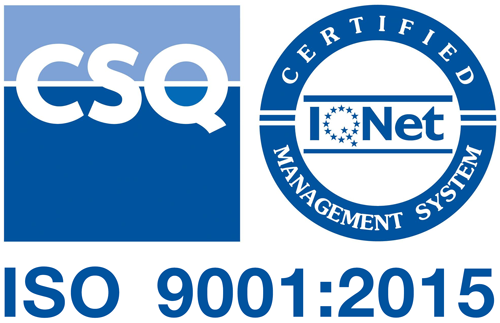 CSQ
CERTIFIED
IQNet
MANAGEMENT SYSTEM
ISO 9001:2015